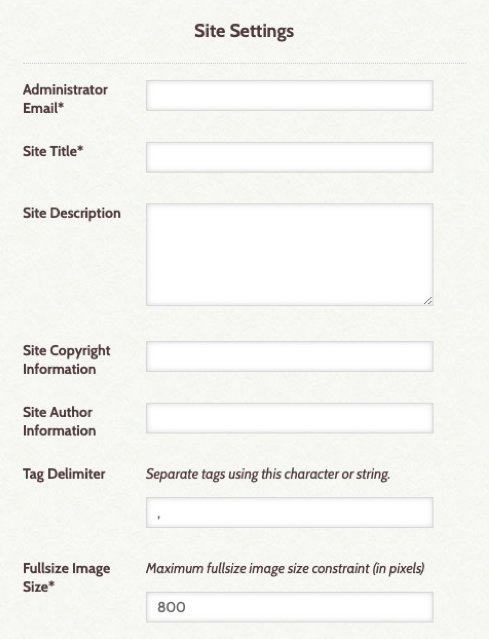 Site Settings
Administrator
Email*
Site Title*
Site Description
Site Copyright
Information
Site Author
Information
Tag Delimiter
Separate tags using this character or string.
,
Fullsize Image
Size*
Maximum fullsize image size constraint (in pixels)
800